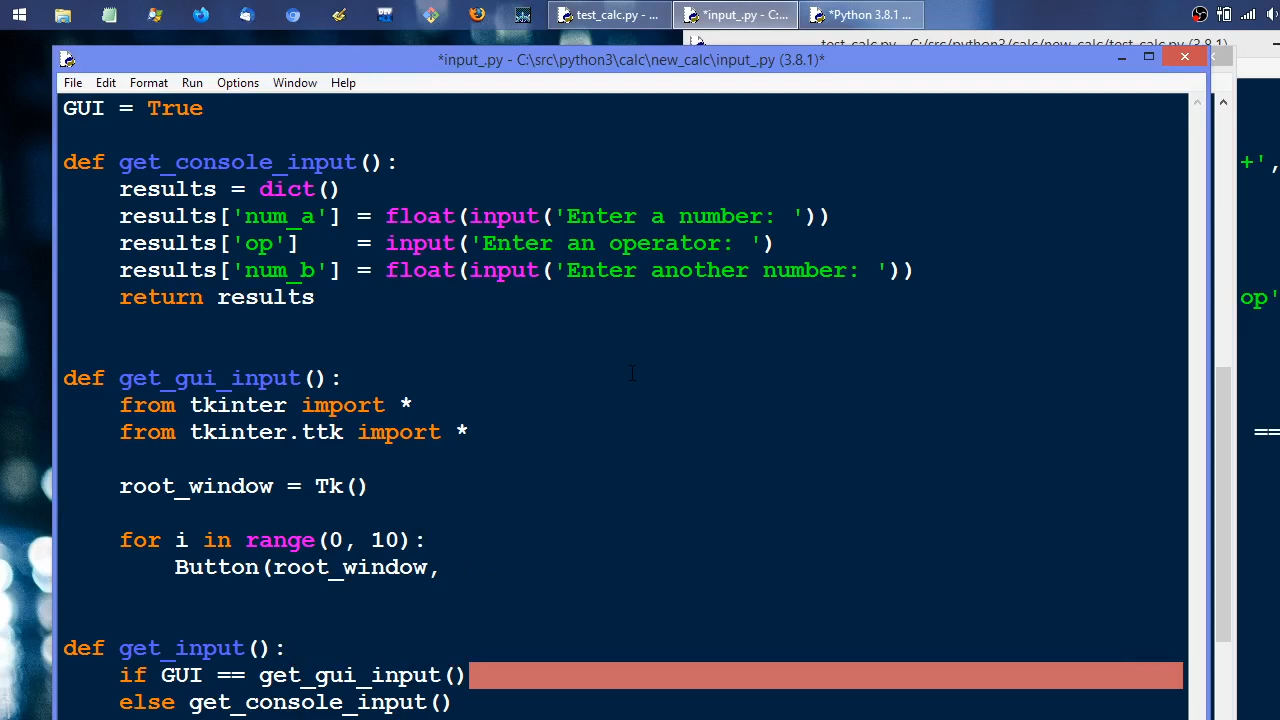 test_calc.py - ...
*input_.py - C:...
*Python 3.8.1 ...
test_calc.py - C:/src/python3/calc/new_calc/test_calc.py (3.8.1)
*input_.py - C:\src\python3\calc\new_calc\input_.py (3.8.1)*
File Edit Format Run Options Window Help
GUI = True
def get_console_input():
results = dict()
results['num_a'] = float(input('Enter a number: '))
results['op'] = input('Enter an operator: ')
results['num_b'] = float(input('Enter another number: '))
return results
def get_gui_input():
from tkinter import *
from tkinter.ttk import *
root_window = Tk()
for i in range(0, 10):
Button(root_window,
def get_input():
if GUI == get_gui_input()
else get_console_input()
+',
op'
==